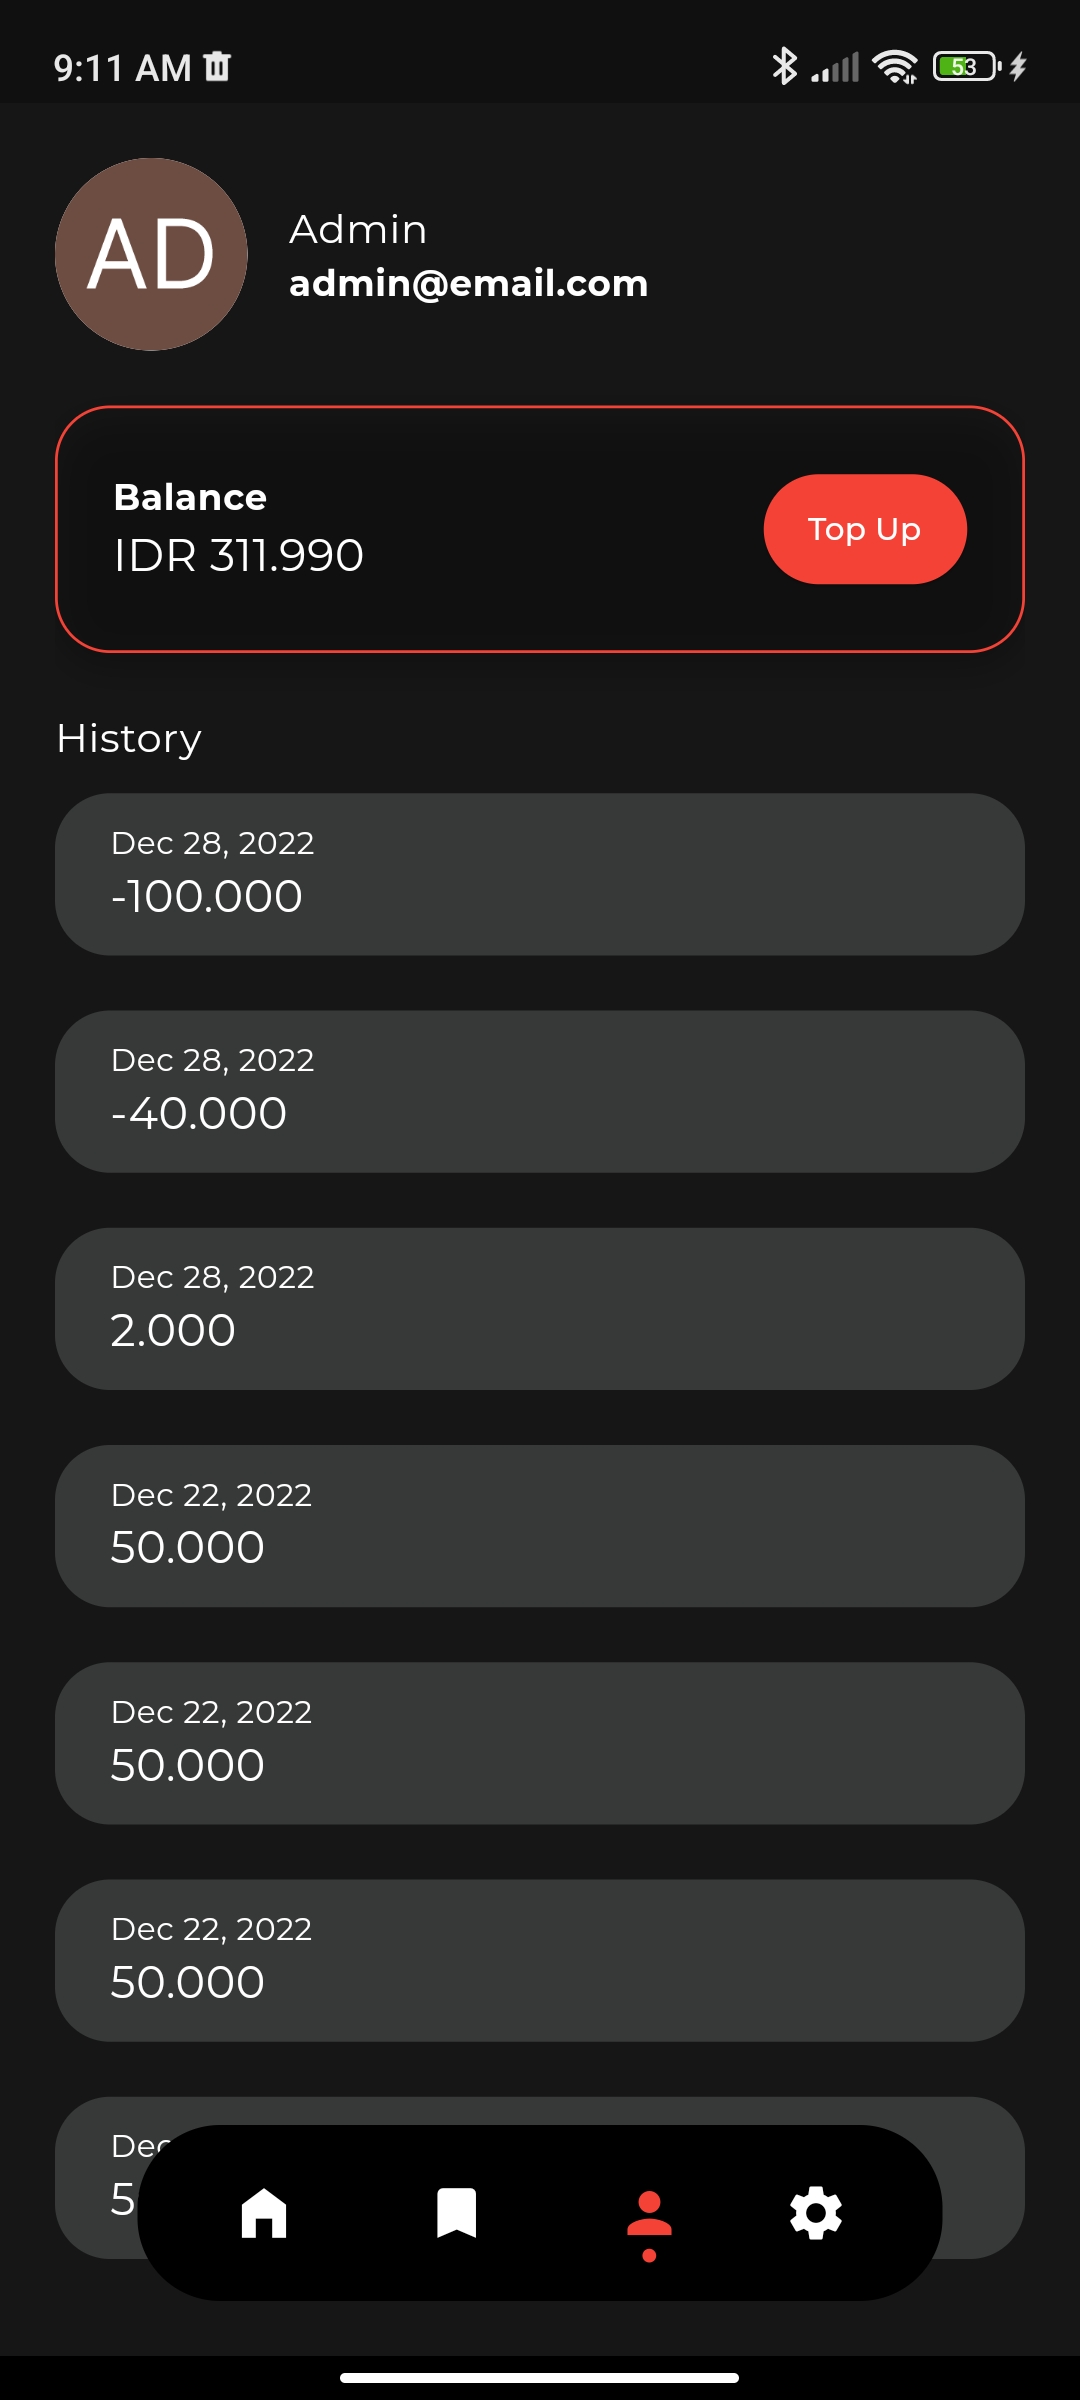 9:11 AM
53
AD
Admin
admin@email.com
Balance
IDR 311.990
Top Up
History
Dec 28, 2022
-100.000
Dec 28, 2022
-40.000
Dec 28, 2022
2.000
Dec 22, 2022
50.000
Dec 22, 2022
50.000
Dec 22, 2022
50.000
Dec
5